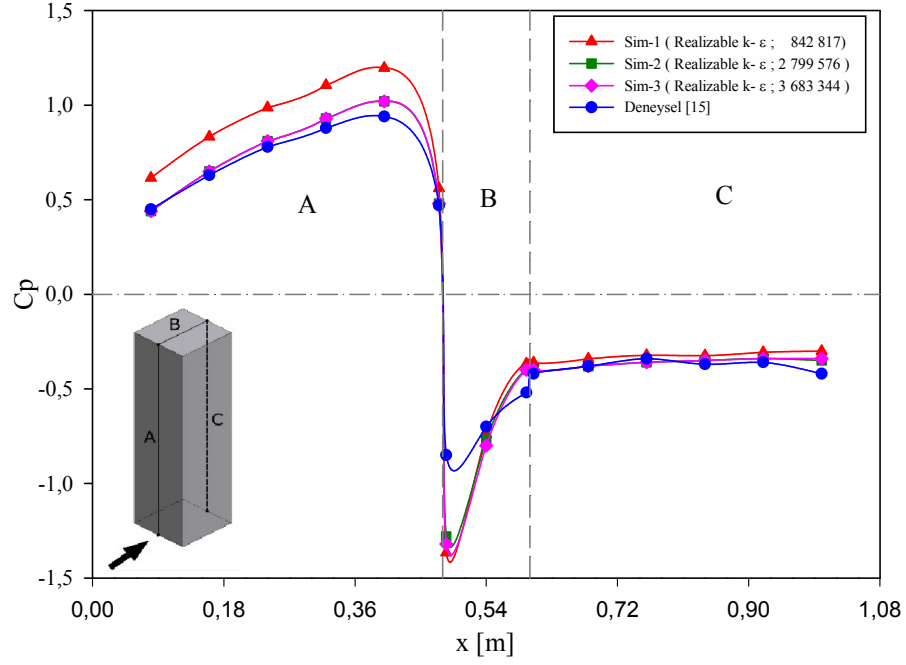 1,5
1,0
0,5
0,0
-0,5
-1,0
-1,5
Cp
Sim-1 ( Realizable k- ε ; 842 817)
Sim-2 ( Realizable k- ε ; 2 799 576 )
Sim-3 ( Realizable k- ε ; 3 683 344 )
Deneysel [15]
A
B
C
B
A
C
0,00
0,18
0,36
0,54
0,72
0,90
1,08
x [m]